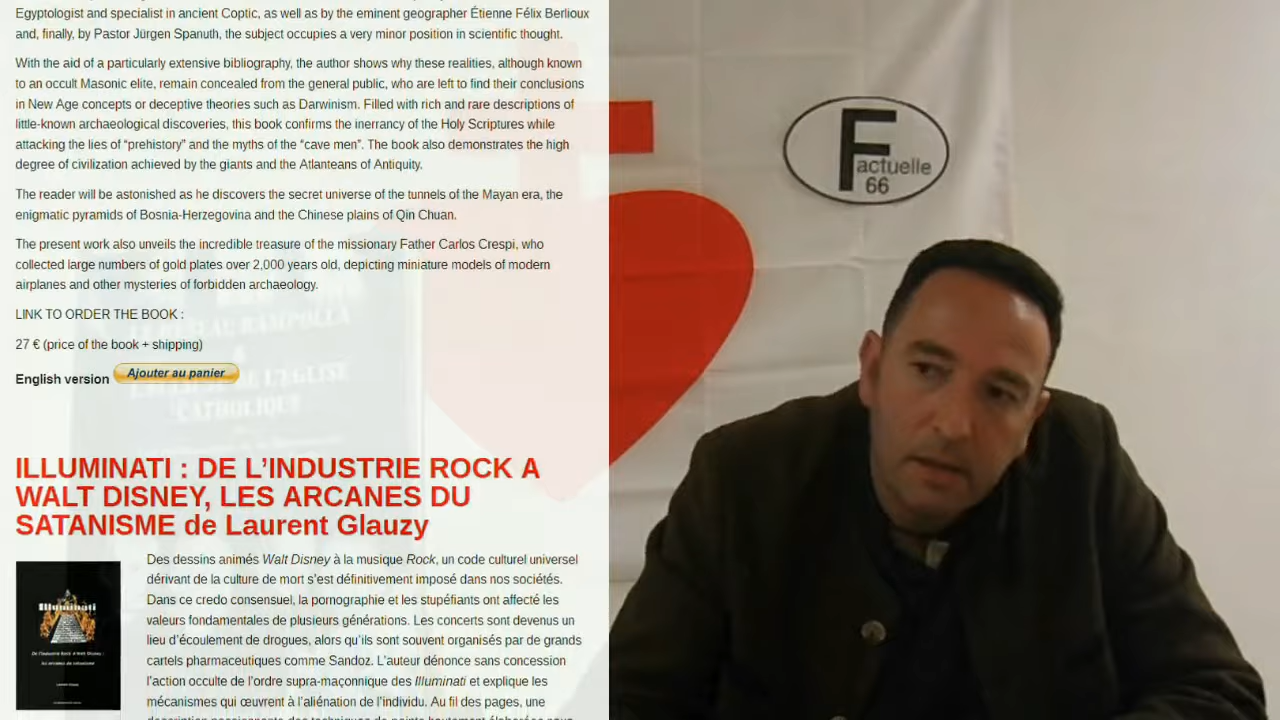 Egyptologist and specialist in ancient Coptic, as well as by the eminent geographer Étienne Félix Berlioux
and, finally, by Pastor Jürgen Spanuth, the subject occupies a very minor position in scientific thought.
With the aid of a particularly extensive bibliography, the author shows why these realities, although known
to an occult Masonic elite, remain concealed from the general public, who are left to find their conclusions
in New Age concepts or deceptive theories such as Darwinism. Filled with rich and rare descriptions of
little-known archaeological discoveries, this book confirms the inerrancy of the Holy Scriptures while
attacking the lies of “prehistory” and the myths of the “cave men”. The book also demonstrates the high
degree of civilization achieved by the giants and the Atlanteans of Antiquity.
The reader will be astonished as he discovers the secret universe of the tunnels of the Mayan era, the
enigmatic pyramids of Bosnia-Herzegovina and the Chinese plains of Qin Chuan.
The present work also unveils the incredible treasure of the missionary Father Carlos Crespi, who
collected large numbers of gold plates over 2,000 years old, depicting miniature models of modern
airplanes and other mysteries of forbidden archaeology.
LINK TO ORDER THE BOOK :
27 € (price of the book + shipping)
English version Ajouter au panier
ILLUMINATI : DE L’INDUSTRIE ROCK A
WALT DISNEY, LES ARCANES DU
SATANISME de Laurent Glauzy
Des dessins animés Walt Disney à la musique Rock, un code culturel universel
dérivant de la culture de mort s’est définitivement imposé dans nos sociétés.
Dans ce credo consensuel, la pornographie et les stupéfiants ont affecté les
valeurs fondamentales de plusieurs générations. Les concerts sont devenus un
lieu d’écoulement de drogues, alors qu’ils sont souvent organisés par de grands
cartels pharmaceutiques comme Sandoz. L’auteur dénonce sans concession
l’action occulte de l’ordre supra-maçonnique des Illuminati et explique les
mécanismes qui œuvrent à l’aliénation de l’individu. Au fil des pages, une
Illuminati
De l'industrie Rock A Walt Disney :
les arcanes du satanisme
Laurent Glauzy
RAMPOLLA
L'EGLISE
CATHOLIQUE
F
actuelle
66